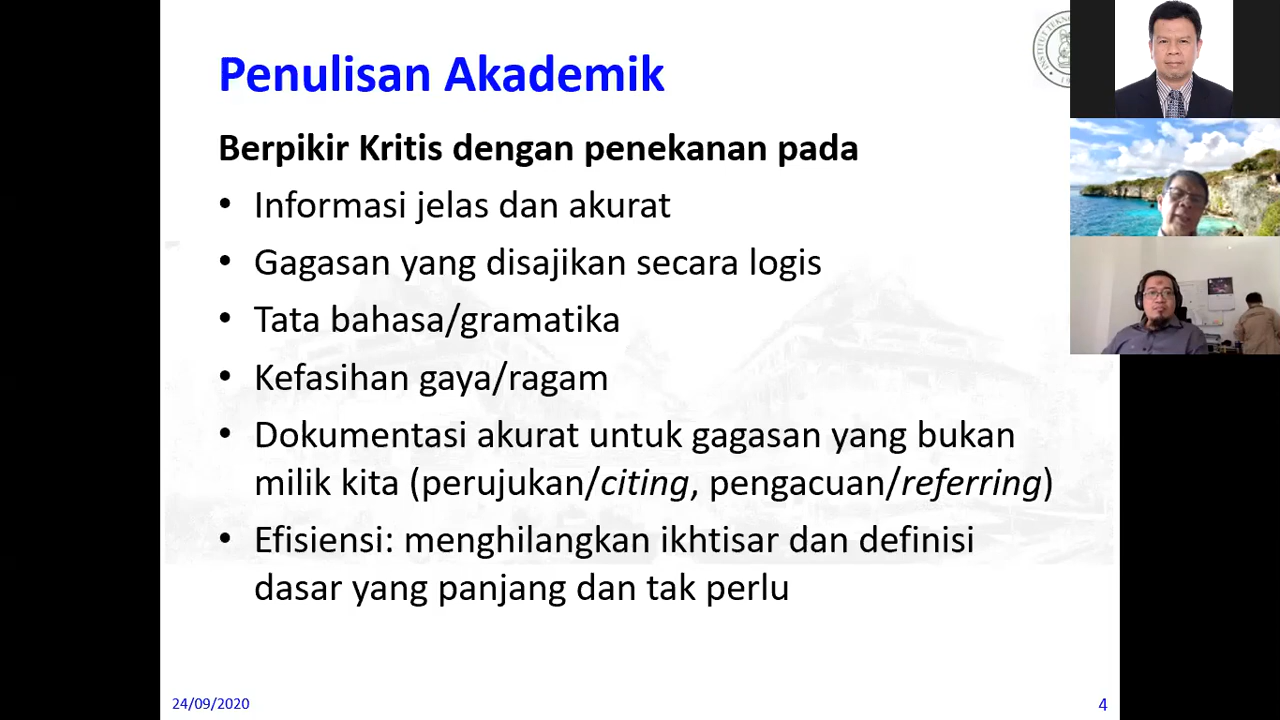 Penulisan Akademik
Berpikir Kritis dengan penekanan pada
• Informasi jelas dan akurat
• Gagasan yang disajikan secara logis
• Tata bahasa/gramatika
• Kefasihan gaya/ragam
• Dokumentasi akurat untuk gagasan yang bukan
milik kita (perujukan/citing, pengacuan/referring)
• Efisiensi: menghilangkan ikhtisar dan definisi
dasar yang panjang dan tak perlu
24/09/2020
4